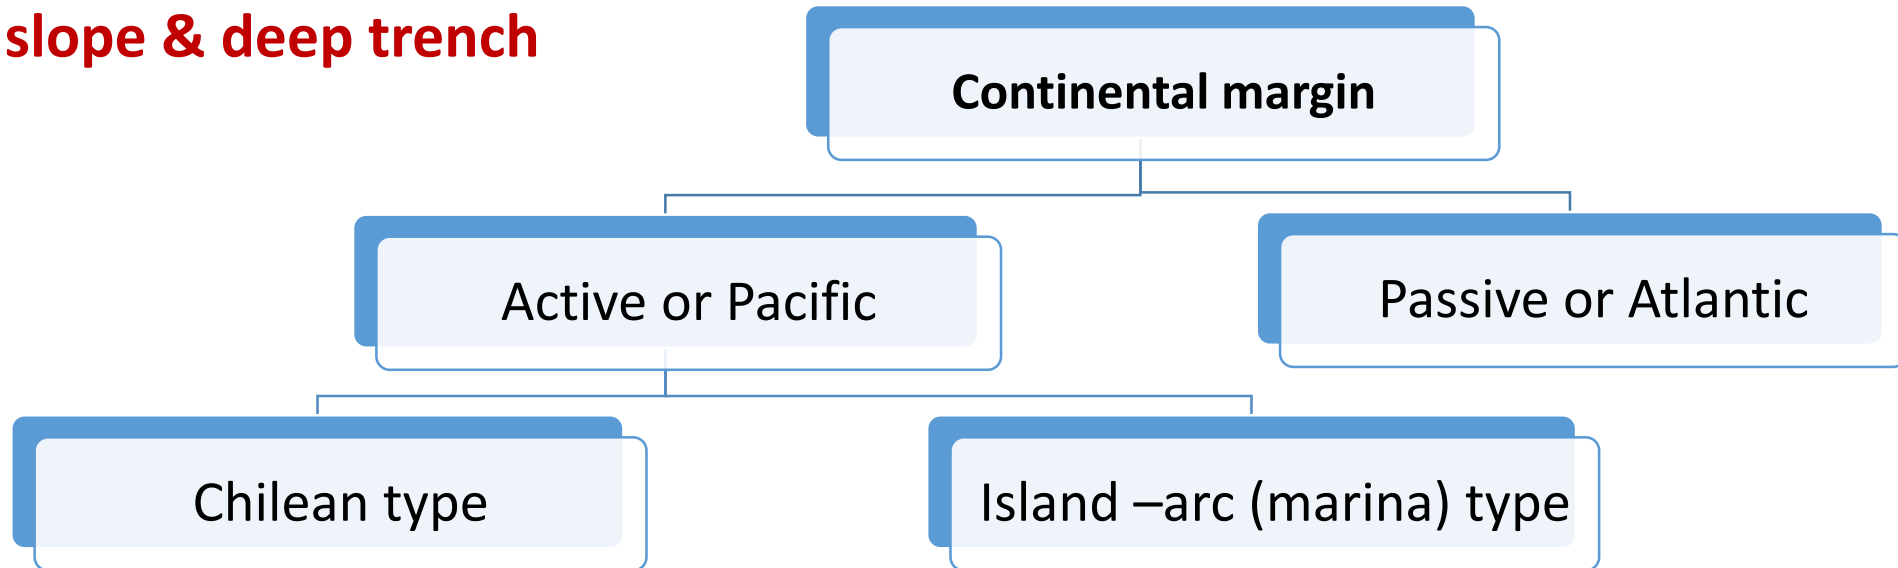 slope & deep trench
Continental margin
Active or Pacific
Passive or Atlantic
Chilean type
Island –arc (marina) type